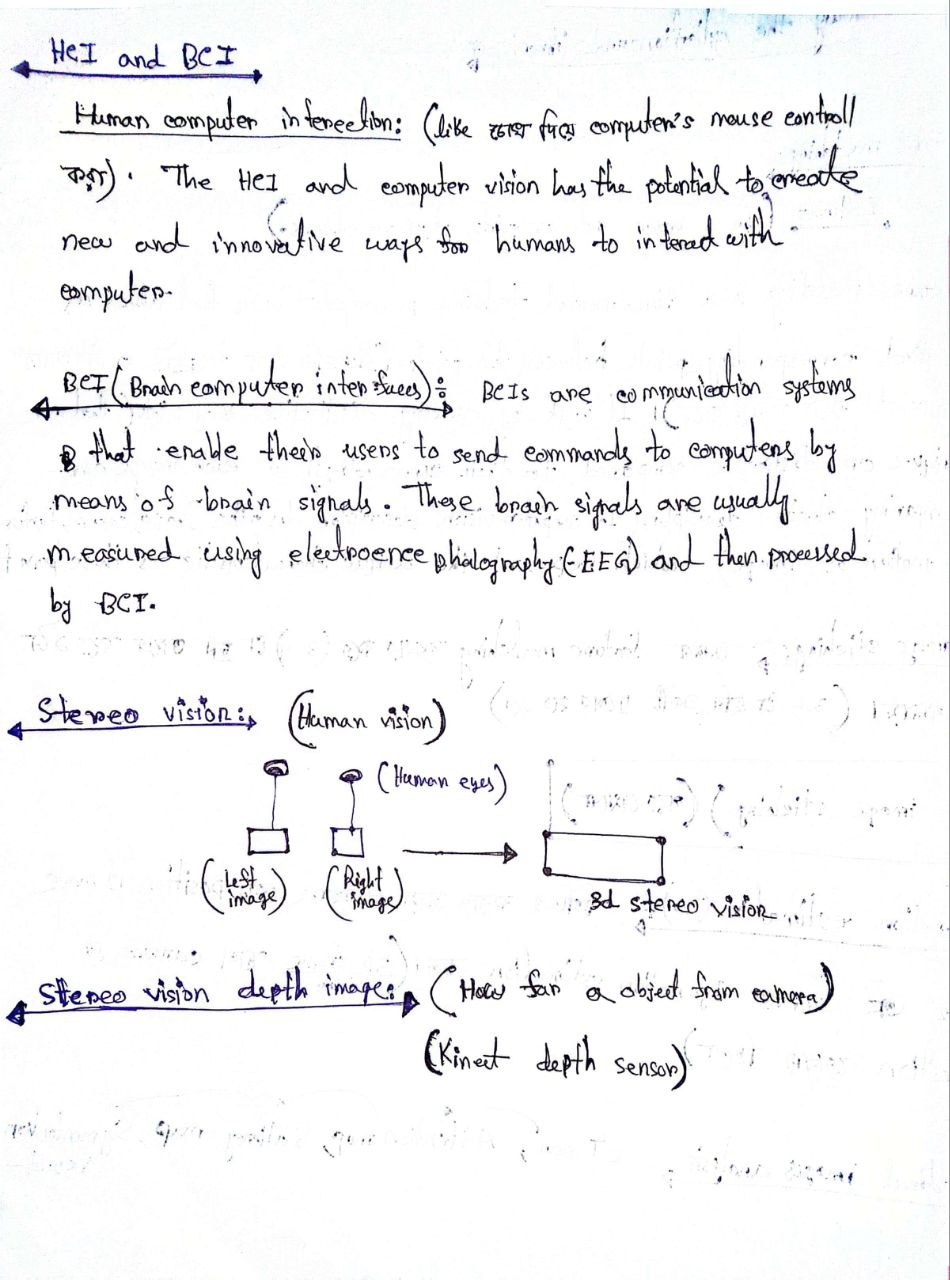 HCI and BCI
Human computer interection: (like চোখ দিয়ে computer's mouse controll
করা). The HCI and computer vision has the potential to create
new and innovative ways for humans to interact with
computer.
BCI (Brain computer interfaces): BCIs are communication systems
that enable their users to send commands to computers by
means of brain signals. These brain signals are usually
measured using electroencephalography (EEG) and then processed
by BCI.
Stereo vision: (Human vision)
(Human eyes)
(Left image) (Right image)
3d stereo vision
Stereo vision depth image: (How far a object from camera)
(Kinect depth sensor)